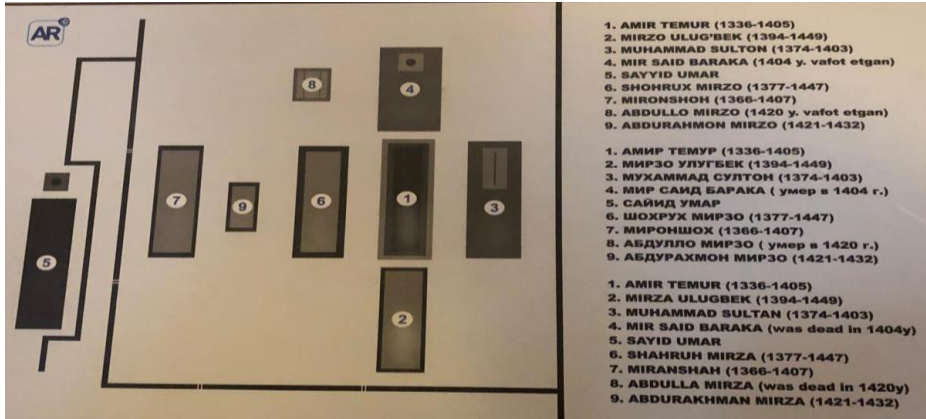 AR
8
4
7
9
6
1
3
5
2
1. AMIR TEMUR (1336-1405)
2. MIRZO ULUG'BEK (1394-1449)
3. MUHAMMAD SULTON (1374-1403)
4. MIR SAID BARAKA (1404 y. vafot etgan)
5. SAYYID UMAR
6. SHOHRUX MIRZO (1377-1447)
7. MIRONSHOH (1366-1407)
8. ABDULLO MIRZO (1420 y. vafot etgan)
9. ABDURAHMON MIRZO (1421-1432)
1. АМИР ТЕМУР (1336-1405)
2. МИРЗО УЛУГБЕК (1394-1449)
3. МУХАММАД СУЛТОН (1374-1403)
4. МИР САИД БАРАКА ( умер в 1404 г.)
5. САЙИД УМАР
6. ШОХРУХ МИРЗО (1377-1447)
7. МИРОНШОХ (1366-1407)
8. АБДУЛЛО МИРЗО ( умер в 1420 г.)
9. АБДУРАХМОН МИРЗО (1421-1432)
1. AMIR TEMUR (1336-1405)
2. MIRZA ULUGBEK (1394-1449)
3. MUHAMMAD SULTAN (1374-1403)
4. MIR SAID BARAKA (was dead in 1404y)
5. SAYID UMAR
6. SHAHRUH MIRZA (1377-1447)
7. MIRANSHAH (1366-1407)
8. ABDULLA MIRZA (was dead in 1420y)
9. ABDURAKHMAN MIRZA (1421-1432)